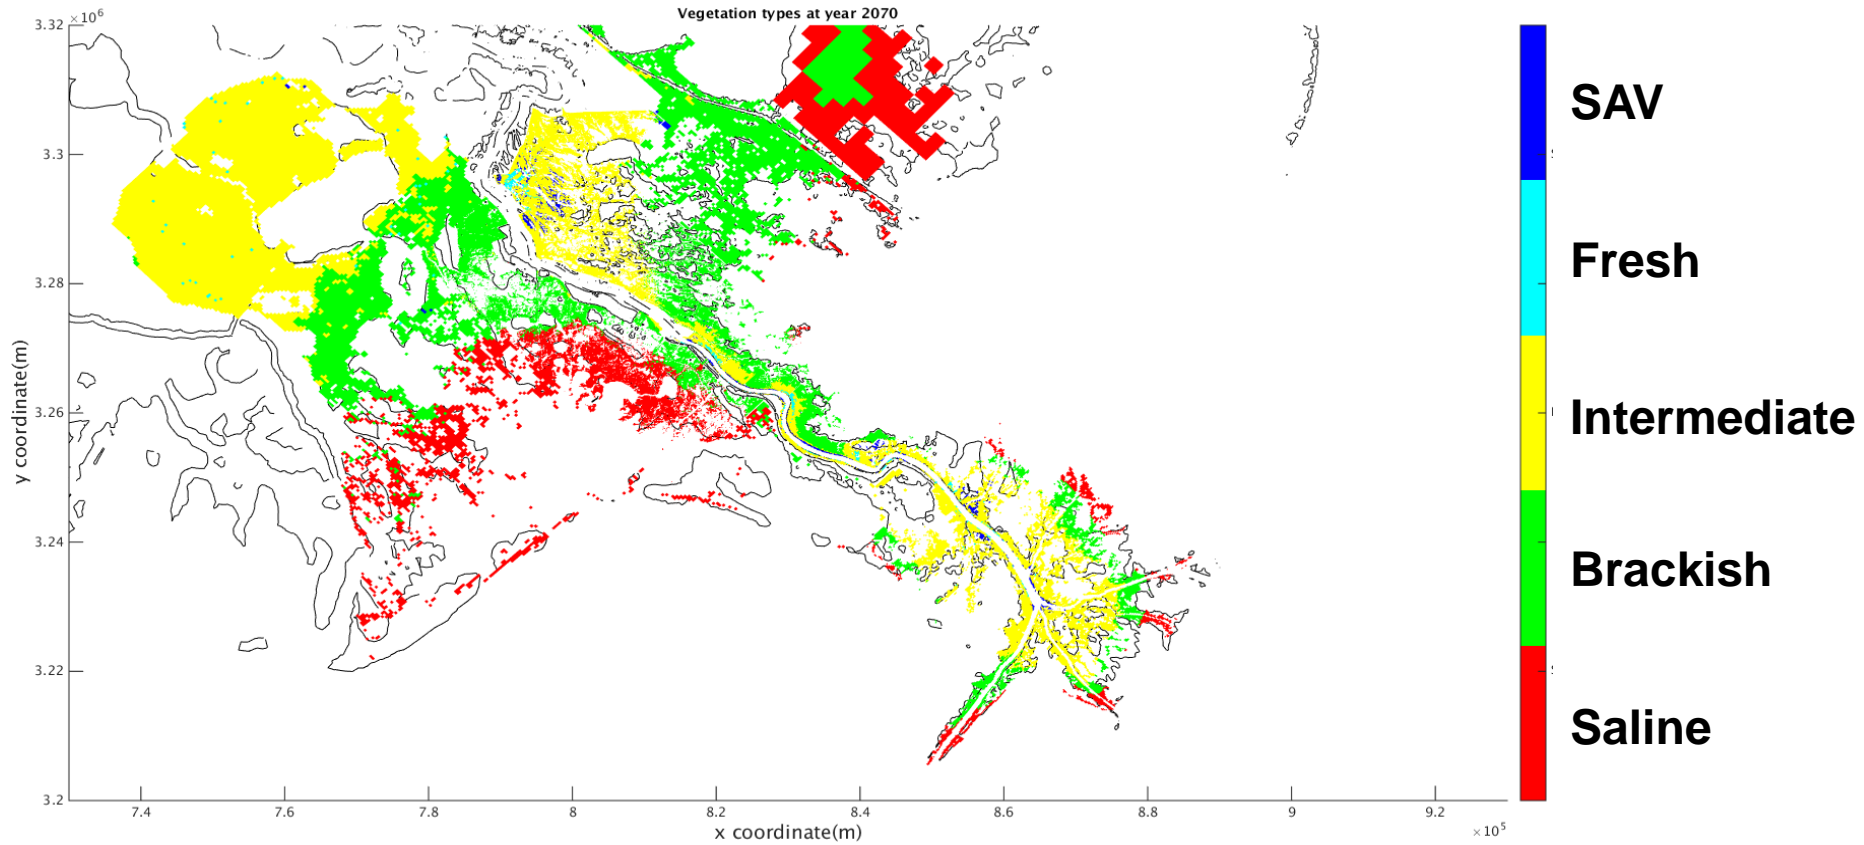 Vegetation types at year 2070
×10⁶
3.32
3.3
3.28
3.26
3.24
3.22
3.2
y coordinate(m)
7.4 7.6 7.8 8 8.2 8.4 8.6 8.8 9 9.2
x coordinate(m)
×10⁵
SAV
Fresh
Intermediate
Brackish
Saline